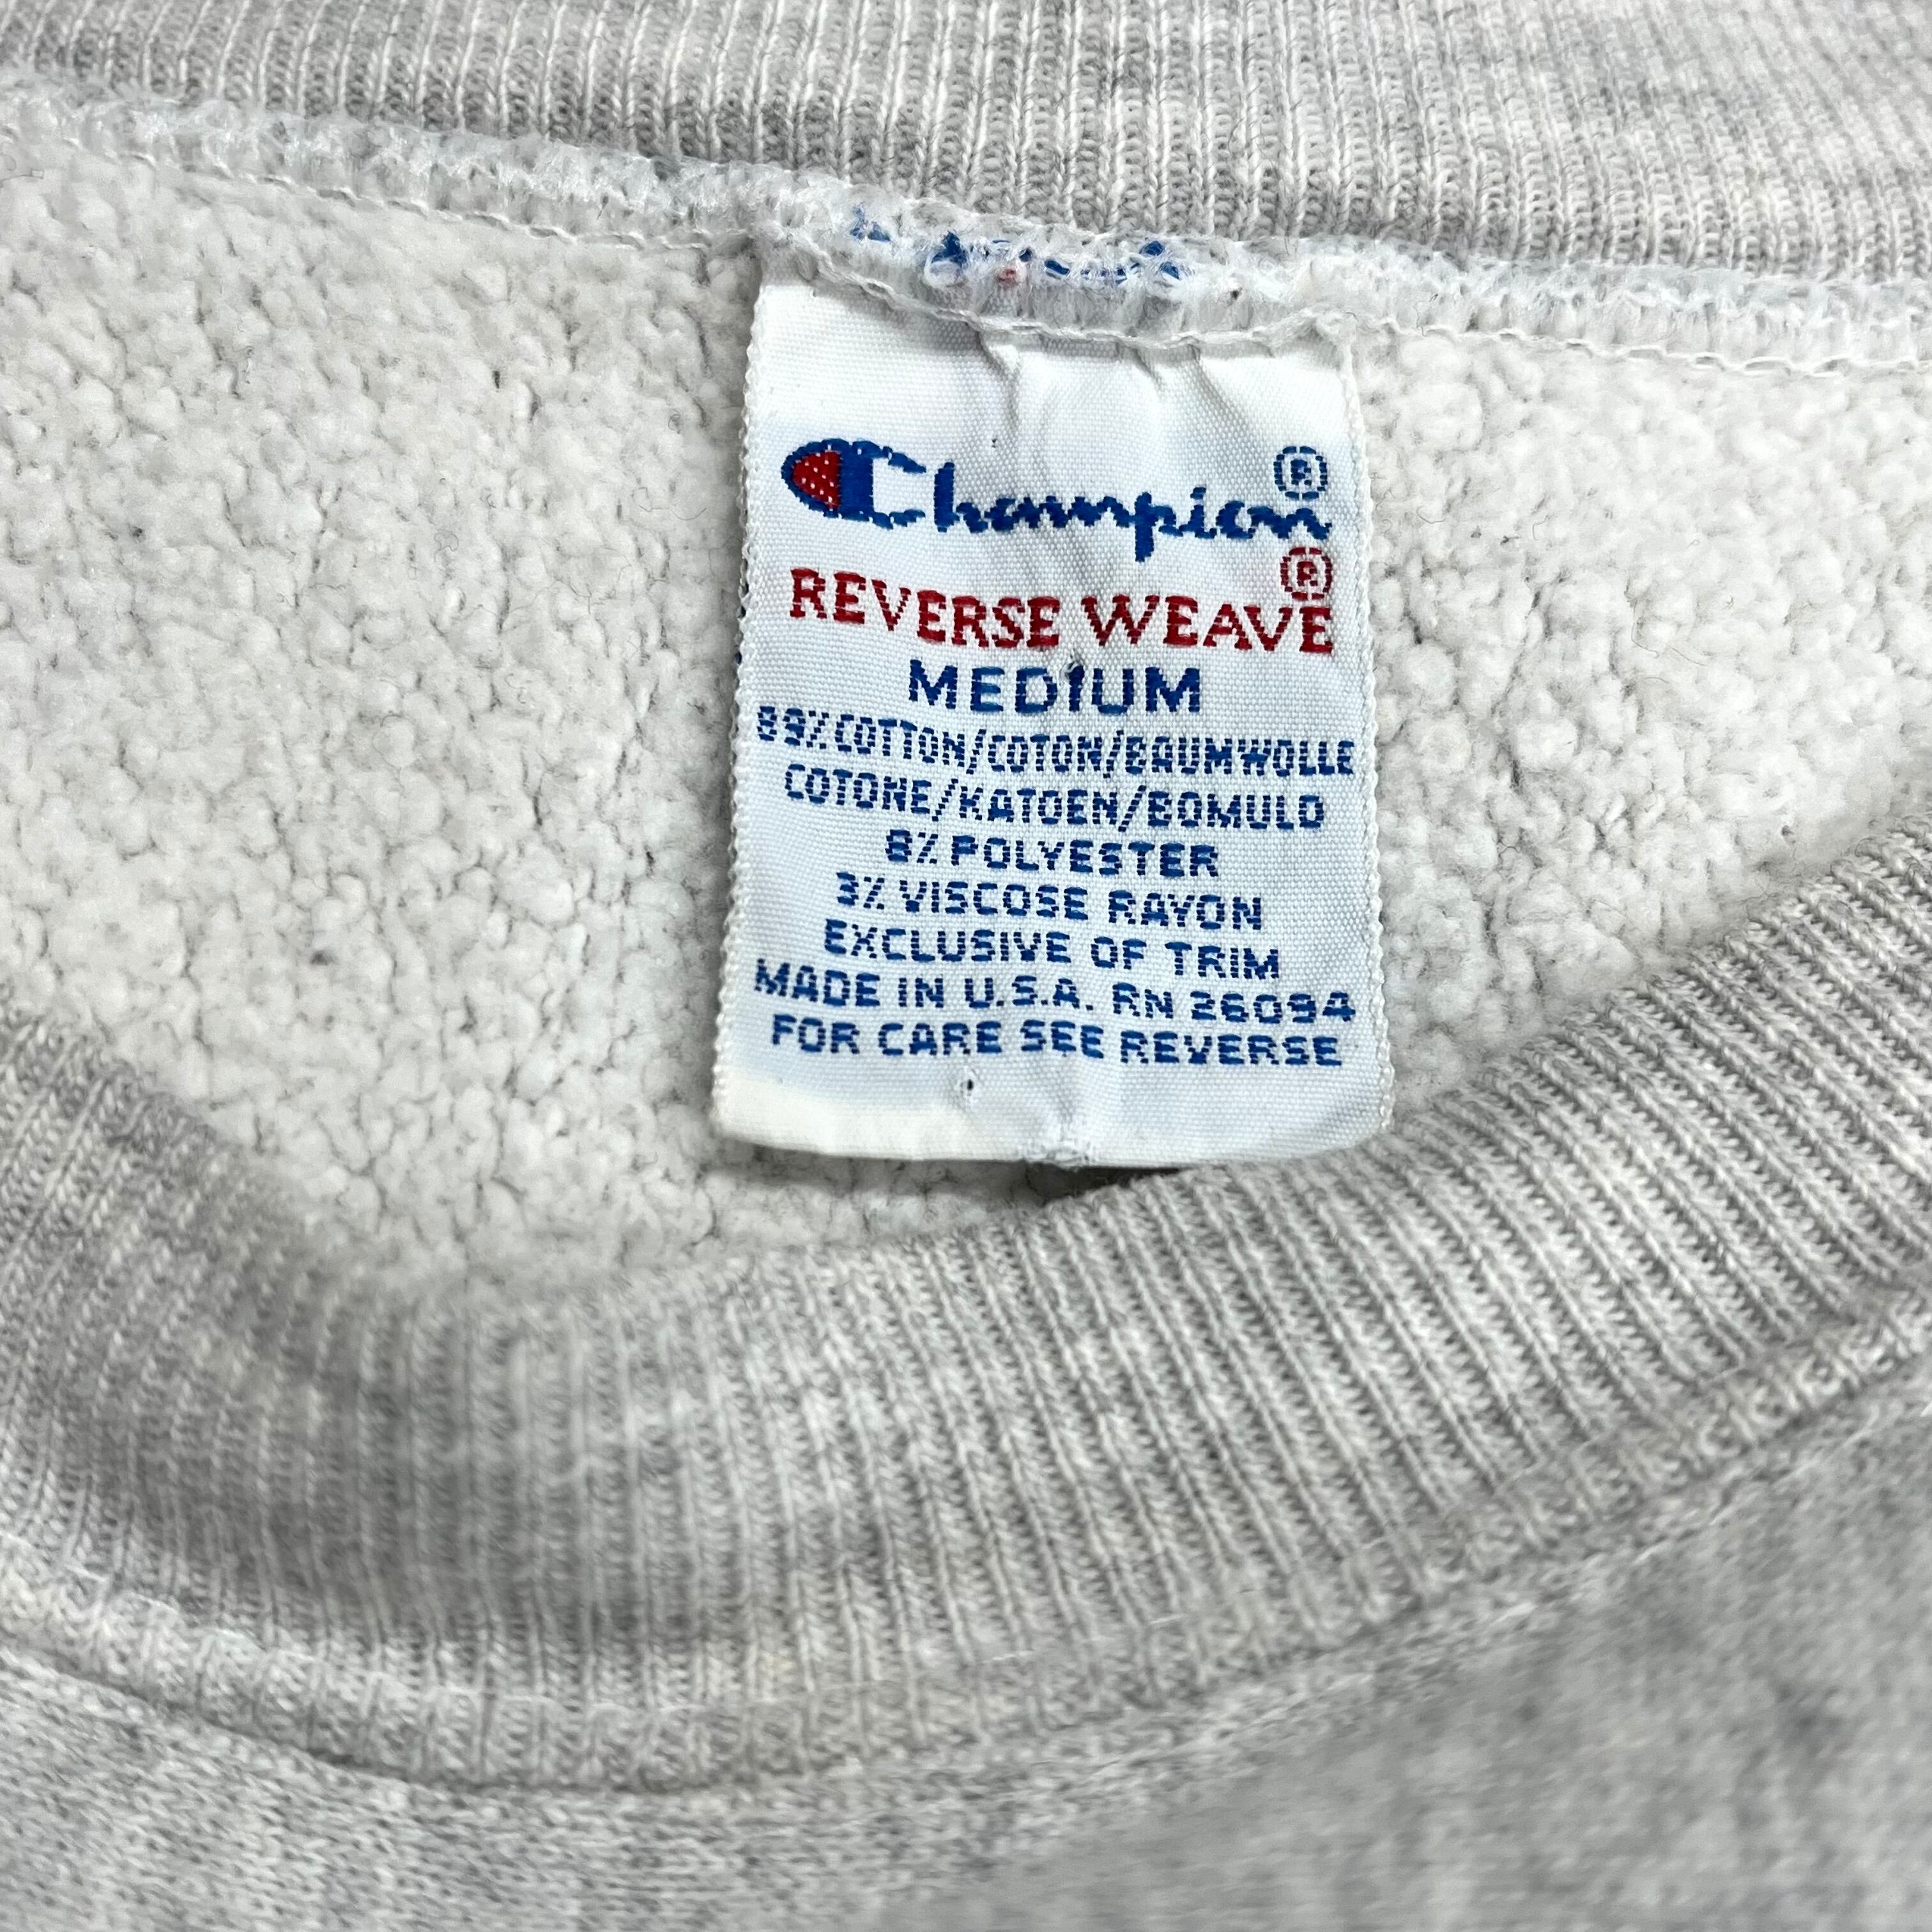 Champion®
REVERSE WEAVE®
MEDIUM
89% COTTON/COTON/BAUMWOLLE
COTONE/KATOEN/BOMULD
8% POLYESTER
3% VISCOSE RAYON
EXCLUSIVE OF TRIM
MADE IN U.S.A. RN 26094
FOR CARE SEE REVERSE